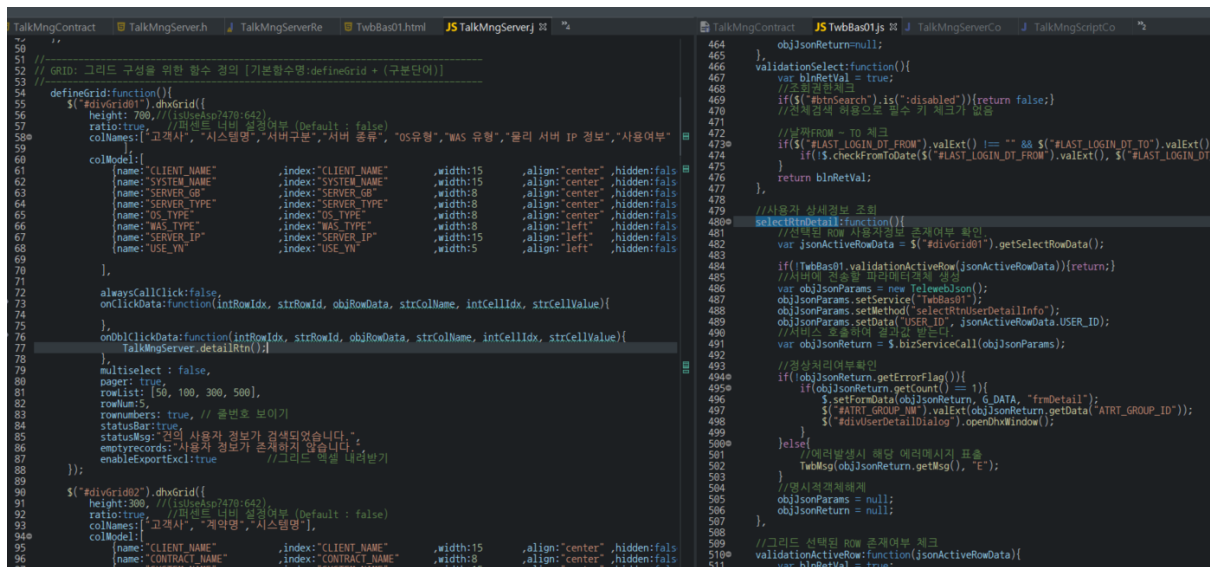 TalkMngContract TalkMngServer.h TalkMngServerRe TwbBas01.html JS TalkMngServer.j
50
51 //------------------------------------------------------------
52 // GRID: 그리드 구성을 위한 함수 정의 [기본함수명:defineGrid + (구분단어)]
53 //------------------------------------------------------------
54 defineGrid:function(){
55 $("#divGrid01").dhxGrid({
56 height: 700,//(isUseAsp?470:642),
57 ratio:true, //퍼센트 너비 설정여부 (Default : false)
58 colNames:["고객사", "시스템명","서버구분","서버 종류", "OS유형","WAS 유형","물리 서버 IP 정보","사용여부"
59 ],
60 colModel:[
61 {name:"CLIENT_NAME" ,index:"CLIENT_NAME" ,width:15 ,align:"center" ,hidden:fals
62 {name:"SYSTEM_NAME" ,index:"SYSTEM_NAME" ,width:15 ,align:"center" ,hidden:fals
63 {name:"SERVER_GB" ,index:"SERVER_GB" ,width:8 ,align:"center" ,hidden:fals
64 {name:"SERVER_TYPE" ,index:"SERVER_TYPE" ,width:8 ,align:"center" ,hidden:fals
65 {name:"OS_TYPE" ,index:"OS_TYPE" ,width:8 ,align:"center" ,hidden:fals
66 {name:"WAS_TYPE" ,index:"WAS_TYPE" ,width:8 ,align:"left" ,hidden:fals
67 {name:"SERVER_IP" ,index:"SERVER_IP" ,width:15 ,align:"center" ,hidden:fals
68 {name:"USE_YN" ,index:"USE_YN" ,width:5 ,align:"left" ,hidden:fals
69
70 ],
71
72 alwaysCallClick:false,
73 onClickData:function(intRowIdx, strRowId, objRowData, strColName, intCellIdx, strCellValue){
74
75 },
76 onDblClickData:function(intRowIdx, strRowId, objRowData, strColName, intCellIdx, strCellValue){
77 TalkMngServer.detailRtn();
78 },
79 multiselect : false,
80 pager: true,
81 rowList: [50, 100, 300, 500],
82 rowNum:5,
83 rownumbers: true, // 줄번호 보이기
84 statusBar:true,
85 statusMsg:"건의 사용자 정보가 검색되었습니다.",
86 emptyrecords:"사용자 정보가 존재하지 않습니다.",
87 enableExportExcl:true //그리드 엑셀 내려받기
88 });
89
90 $("#divGrid02").dhxGrid({
91 height:300, //(isUseAsp?470:642),
92 ratio:true, //퍼센트 너비 설정여부 (Default : false)
93 colNames:["고객사", "계약명","시스템명"],
94 colModel:[
95 {name:"CLIENT_NAME" ,index:"CLIENT_NAME" ,width:15 ,align:"center" ,hidden:fals
96 {name:"CONTRACT_NAME" ,index:"CONTRACT_NAME" ,width:8 ,align:"center" ,hidden:fals
TalkMngContract JS TwbBas01.js TalkMngServerCo TalkMngScriptCo
464 objJsonReturn=null;
465 },
466 validationSelect:function(){
467 var blnRetVal = true;
468 //조회권한체크
469 if($("#btnSearch").is(":disabled")){return false;}
470 //전체검색 허용으로 필수 키 체크가 없음
471
472 //날짜FROM ~ TO 체크
473 if($("#LAST_LOGIN_DT_FROM").valExt() !== "" && $("#LAST_LOGIN_DT_TO").valExt()
474 if(!$.checkFromToDate($("#LAST_LOGIN_DT_FROM").valExt(), $("#LAST_LOGIN_DT
475 }
476 return blnRetVal;
477 },
478
479 //사용자 상세정보 조회
480 selectRtnDetail:function(){
481 //선택된 ROW 사용자정보 존재여부 확인.
482 var jsonActiveRowData = $("#divGrid01").getSelectRowData();
483
484 if(!TwbBas01.validationActiveRow(jsonActiveRowData)){return;}
485 //서버에 전송할 파라메터객체 생성
486 var objJsonParams = new TelewebJson();
487 objJsonParams.setService("TwbBas01");
488 objJsonParams.setMethod("selectRtnUserDetailInfo");
489 objJsonParams.setData("USER_ID", jsonActiveRowData.USER_ID);
490 //서비스 호출하여 결과값 받는다.
491 var objJsonReturn = $.bizServiceCall(objJsonParams);
492
493 //정상처리여부확인
494 if(!objJsonReturn.getErrorFlag()){
495 if(objJsonReturn.getCount() == 1){
496 $.setFormData(objJsonReturn, G_DATA, "frmDetail");
497 $("#ATRT_GROUP_NM").valExt(objJsonReturn.getData("ATRT_GROUP_ID"));
498 $("#divUserDetailDialog").openDhxWindow();
499 }
500 }else{
501 //에러발생시 해당 에러메시지 표출
502 TwbMsg(objJsonReturn.getMsg(), "E");
503 }
504 //명시적객체해제
505 objJsonParams = null;
506 objJsonReturn = null;
507 },
508
509 //그리드 선택된 ROW 존재여부 체크
510 validationActiveRow:function(jsonActiveRowData){
511 var blnRetVal = true;